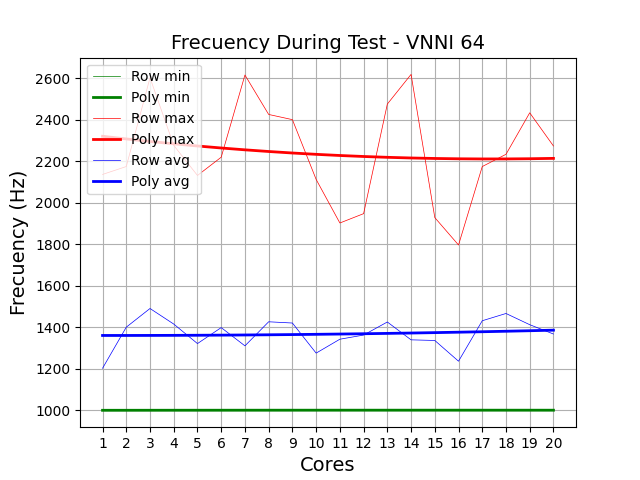 Frecuency During Test - VNNI 64
Row min
Poly min
Row max
Poly max
Row avg
Poly avg
Frecuency (Hz)
2600
2400
2200
2000
1800
1600
1400
1200
1000
1 2 3 4 5 6 7 8 9 10 11 12 13 14 15 16 17 18 19 20
Cores